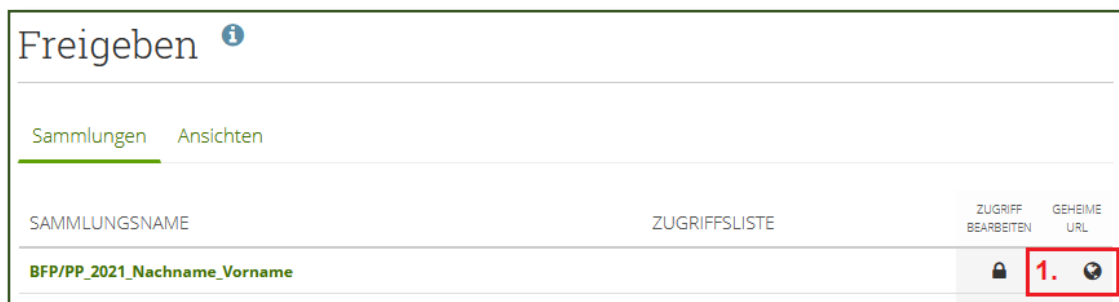 Freigeben
Sammlungen Ansichten
SAMMLUNGSNAME ZUGRIFFSLISTE ZUGRIFF BEARBEITEN GEHEIME URL
BFP/PP_2021_Nachname_Vorname 1.